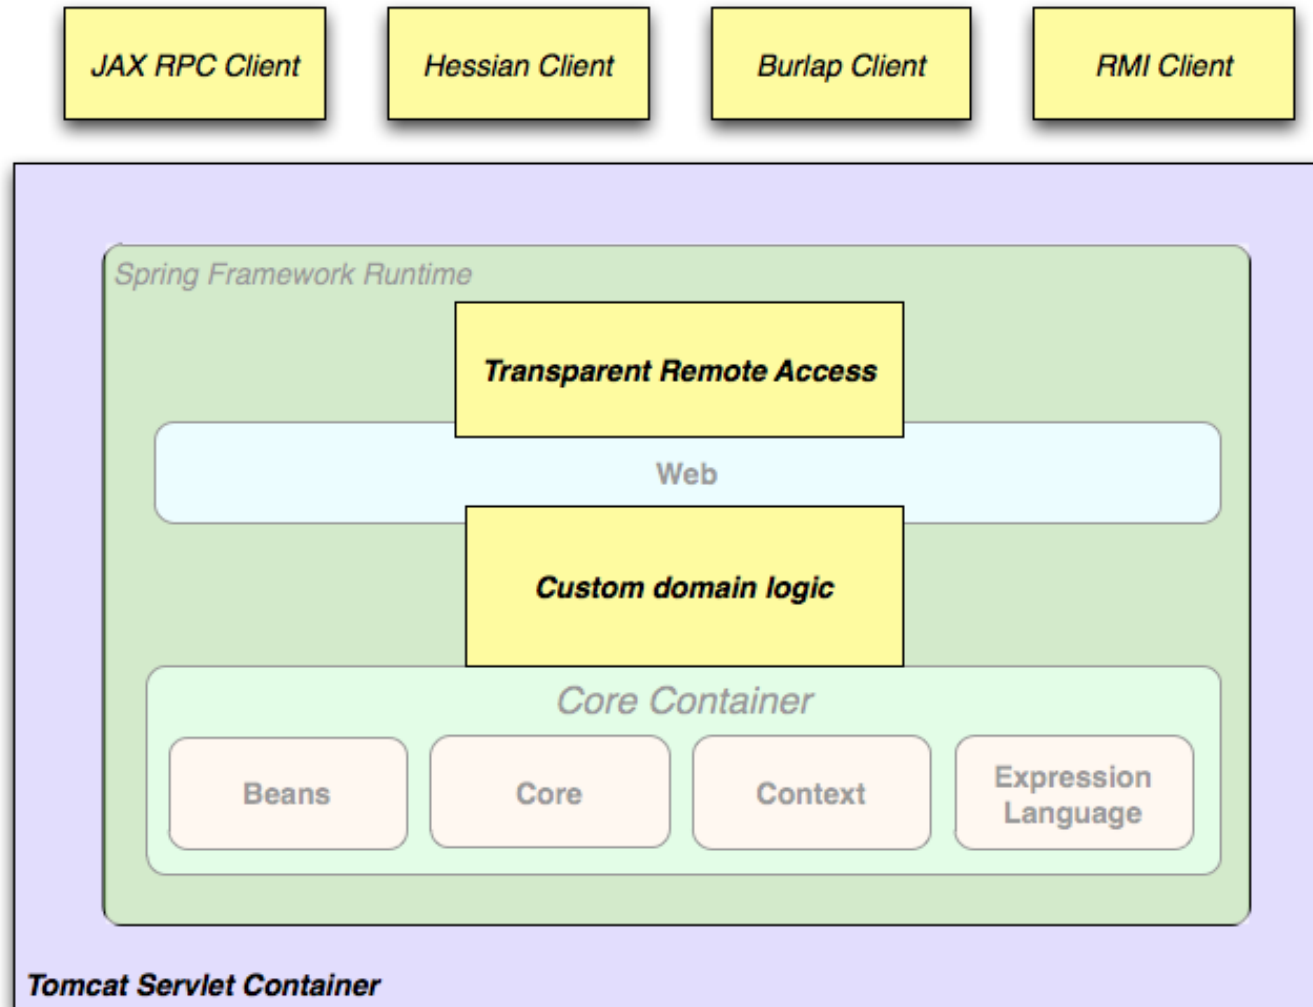 JAX RPC Client
Hessian Client
Burlap Client
RMI Client
Spring Framework Runtime
Transparent Remote Access
Web
Custom domain logic
Core Container
Beans
Core
Context
Expression
Language
Tomcat Servlet Container